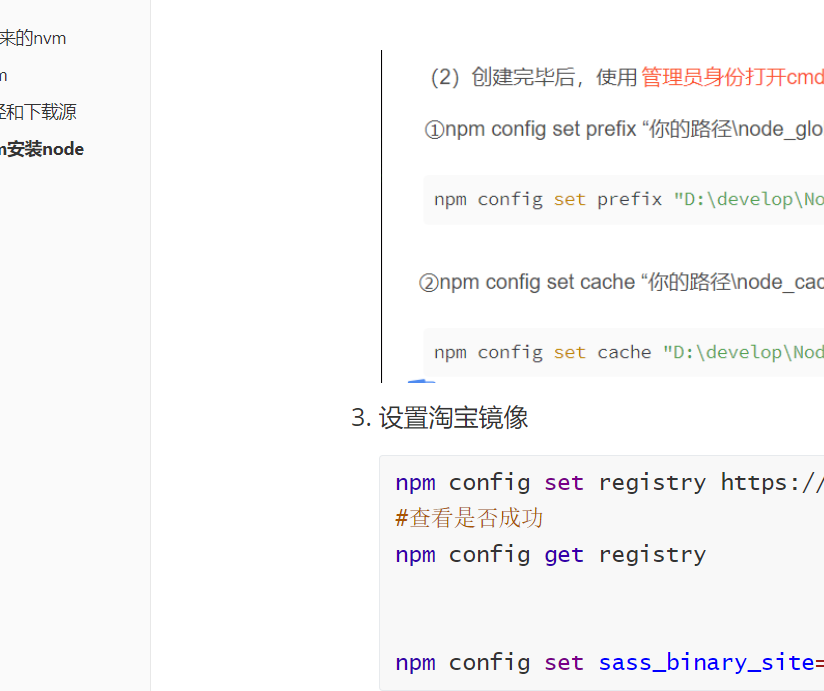 来的nvm
m
径和下载源
m安装node
（2）创建完毕后，使用 管理员身份打开cmd
①npm config set prefix “你的路径\node_glo
npm config set prefix "D:\develop\No
②npm config set cache “你的路径\node_cac
npm config set cache "D:\develop\Nod
3. 设置淘宝镜像
npm config set registry https://
#查看是否成功
npm config get registry
npm config set sass_binary_site=